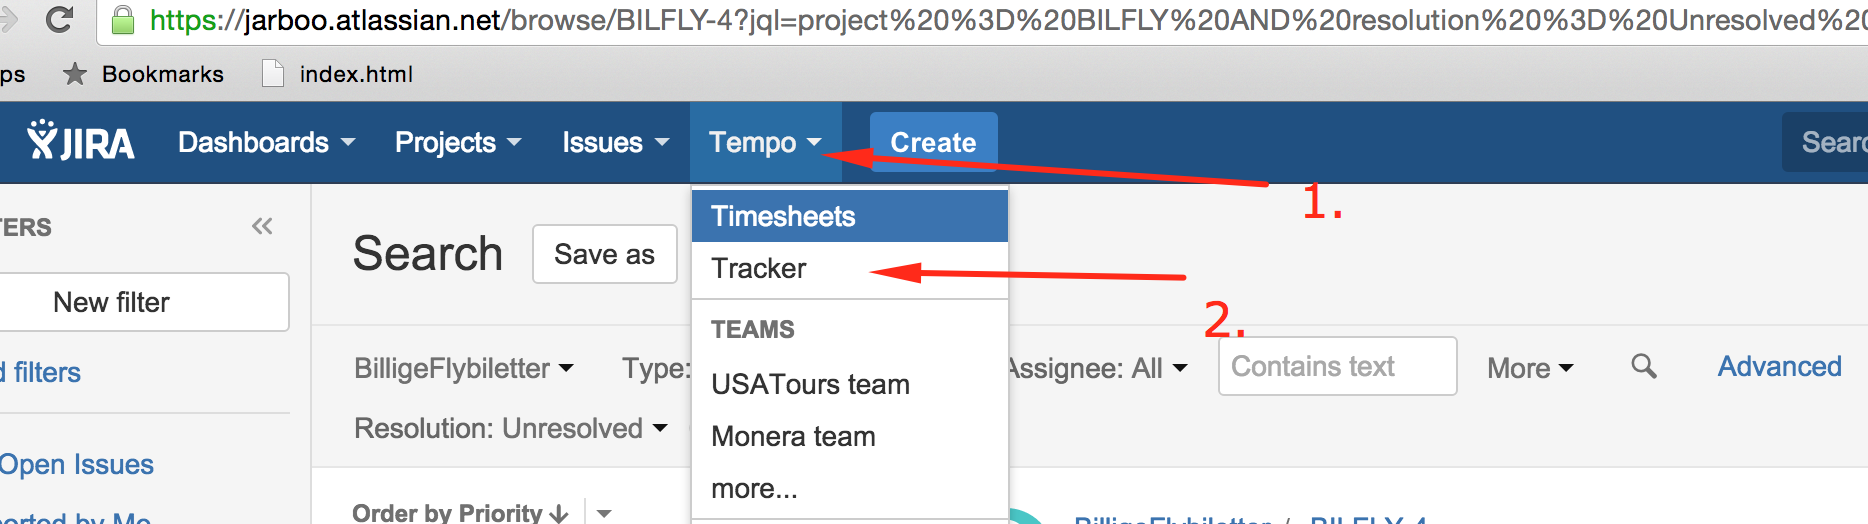 https://jarboo.atlassian.net/browse/BILFLY-4?jql=project%20%3D%20BILFLY%20AND%20resolution%20%3D%20Unresolved%20
ps Bookmarks index.html
JIRA Dashboards Projects Issues Tempo Create Searc
1.
TERS
Search Save as
Timesheets
Tracker
2.
New filter
TEAMS
BilligeFlybiletter Type: Assignee: All Contains text More Advanced
d filters
USATours team
Resolution: Unresolved
Monera team
Open Issues
more...
Order by Priority
orted by Me
BilligeFlybiletter / BILFLY-4